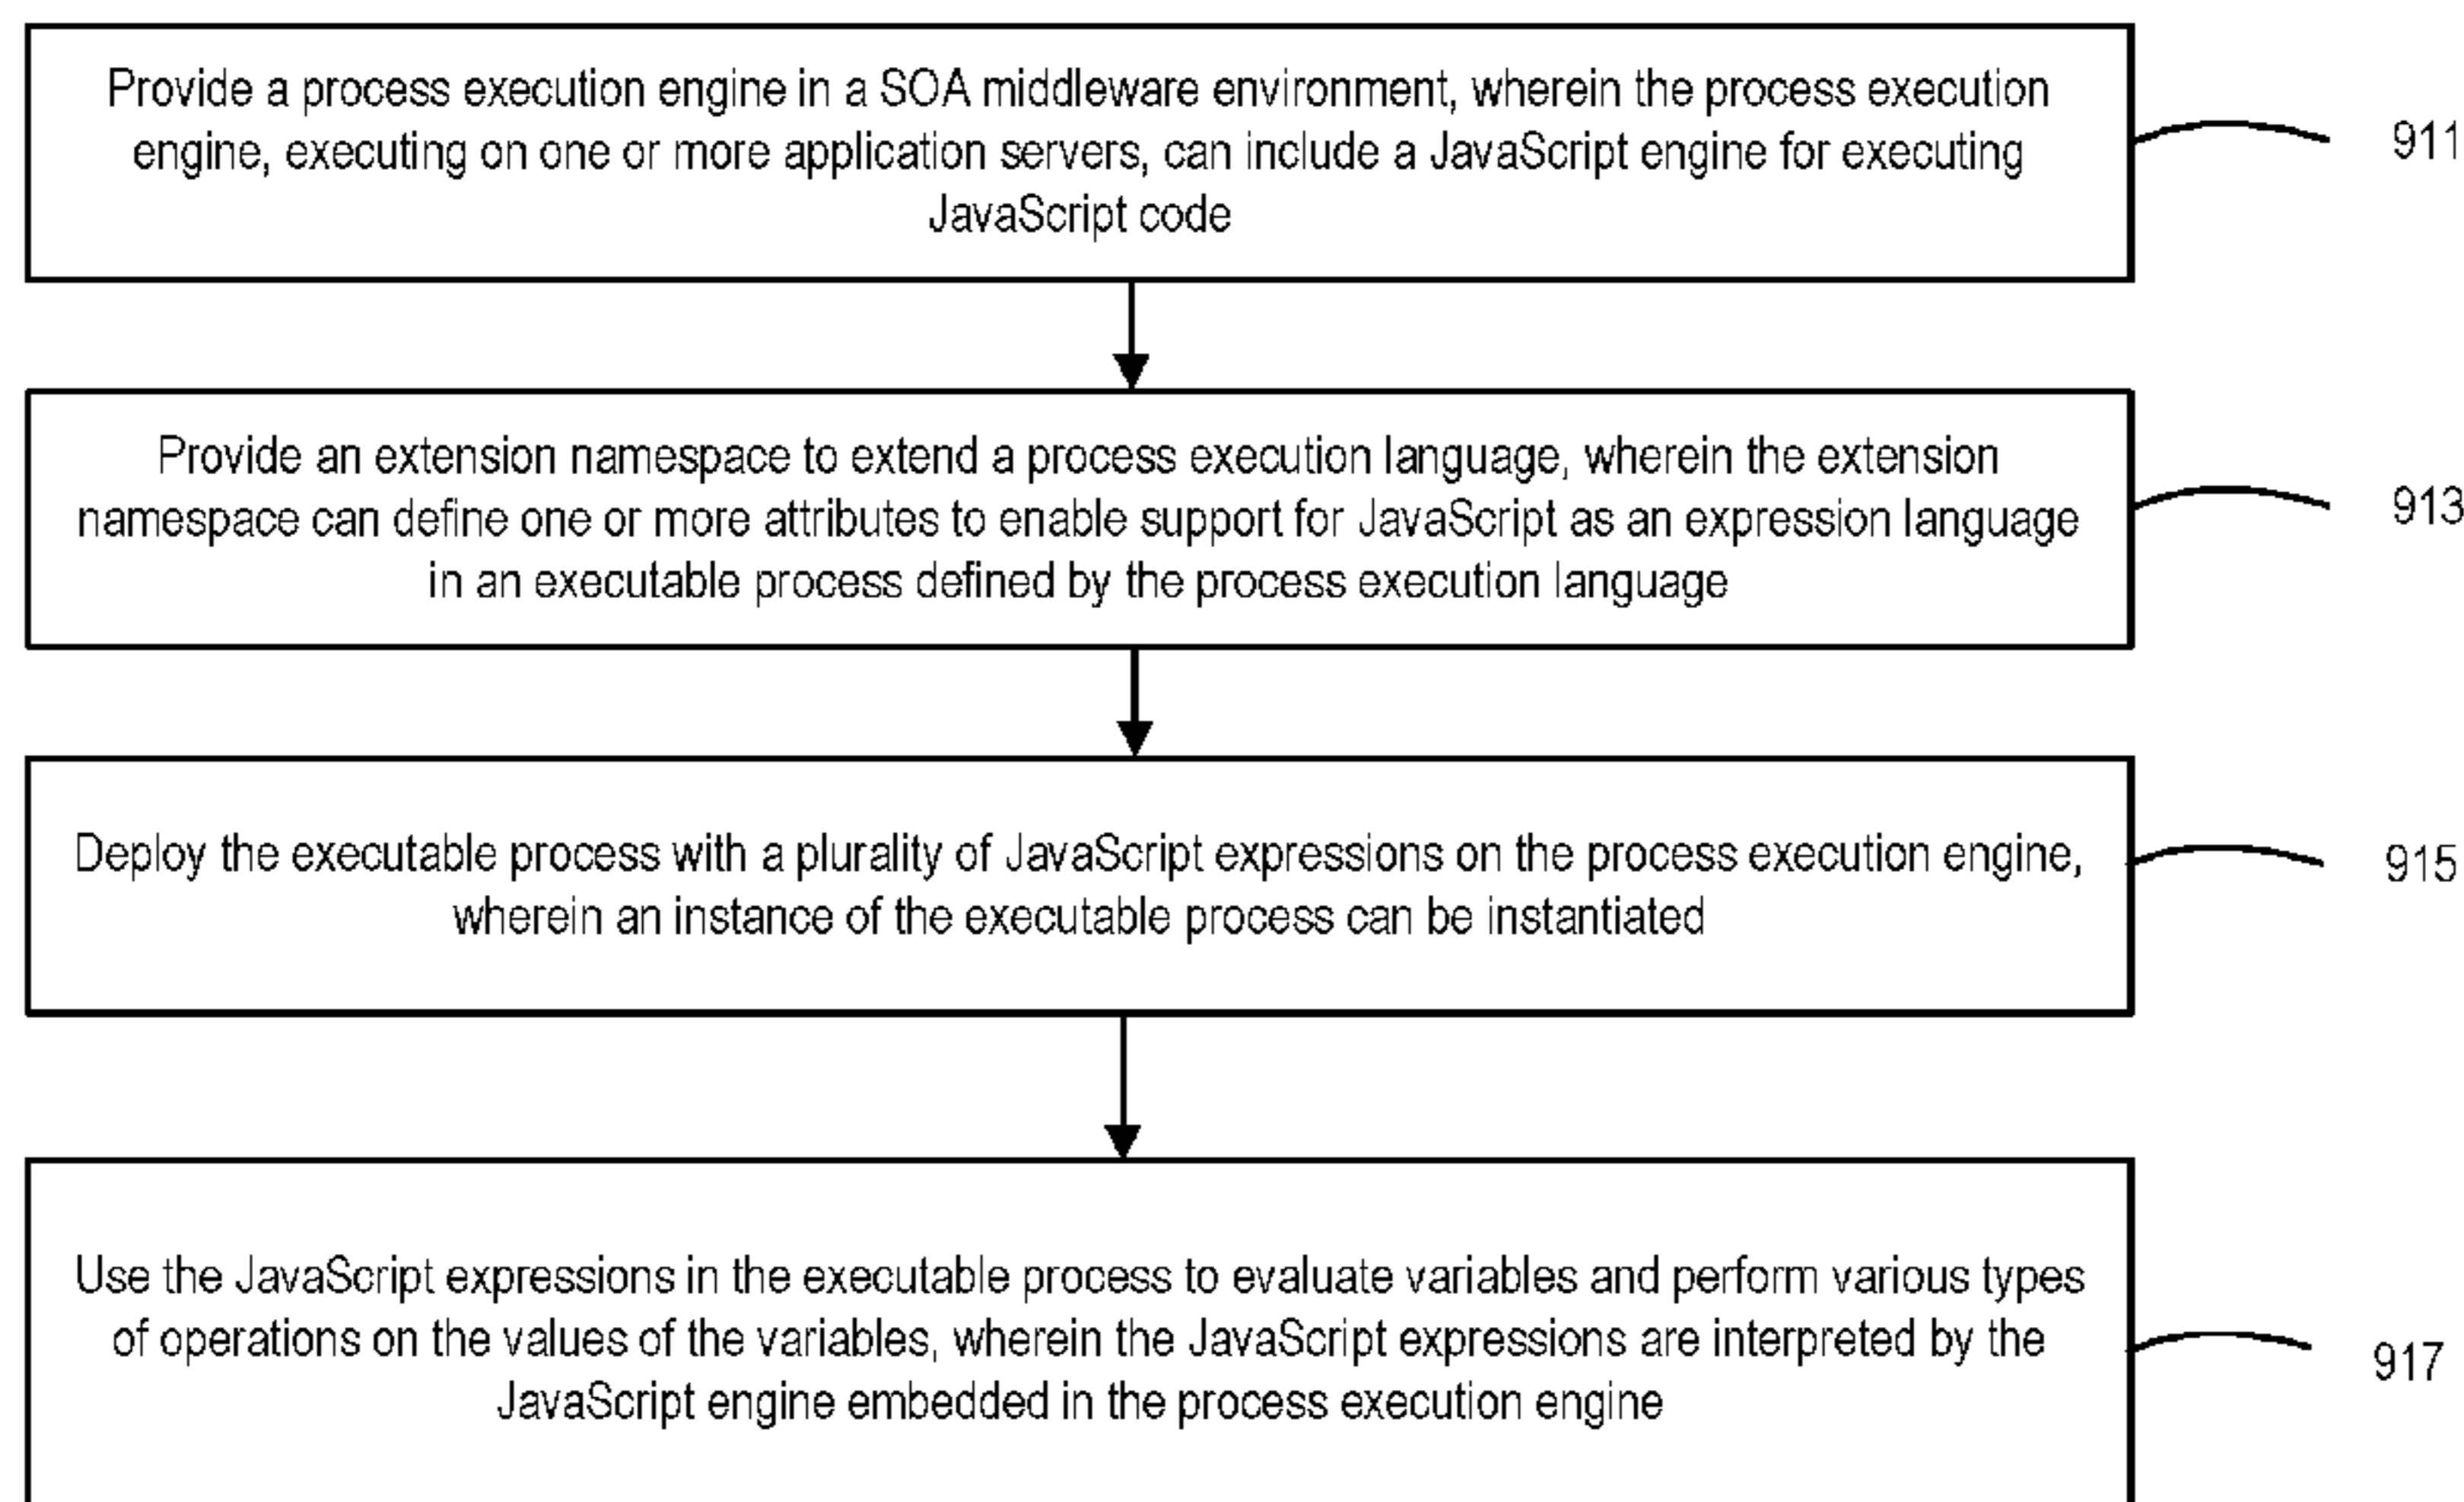 Provide a process execution engine in a SOA middleware environment, wherein the process execution
engine, executing on one or more application servers, can include a JavaScript engine for executing
JavaScript code
911
Provide an extension namespace to extend a process execution language, wherein the extension
namespace can define one or more attributes to enable support for JavaScript as an expression language
in an executable process defined by the process execution language
913
Deploy the executable process with a plurality of JavaScript expressions on the process execution engine,
wherein an instance of the executable process can be instantiated
915
Use the JavaScript expressions in the executable process to evaluate variables and perform various types
of operations on the values of the variables, wherein the JavaScript expressions are interpreted by the
JavaScript engine embedded in the process execution engine
917